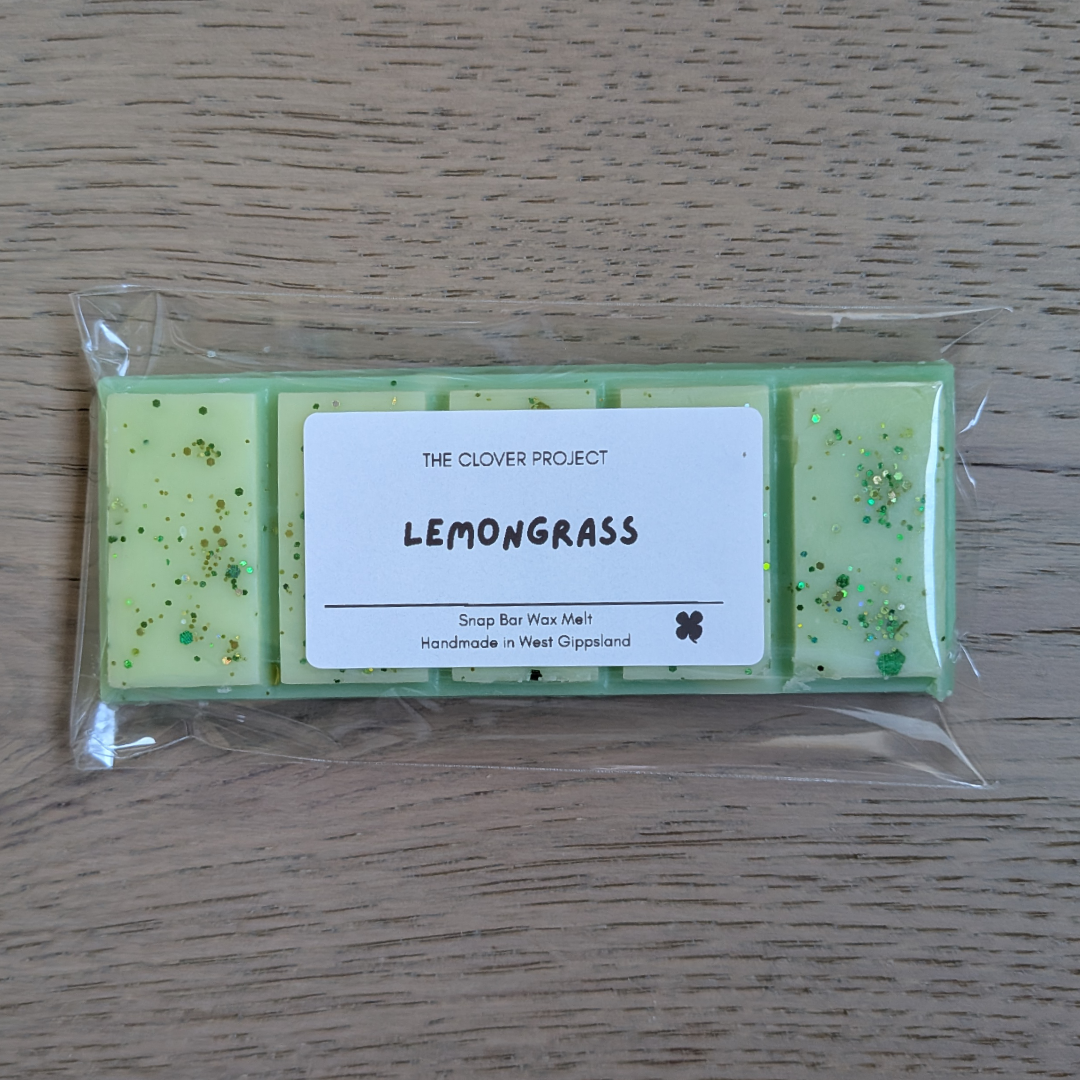 THE CLOVER PROJECT
LEMONGRASS
Snap Bar Wax Melt
Handmade in West Gippsland